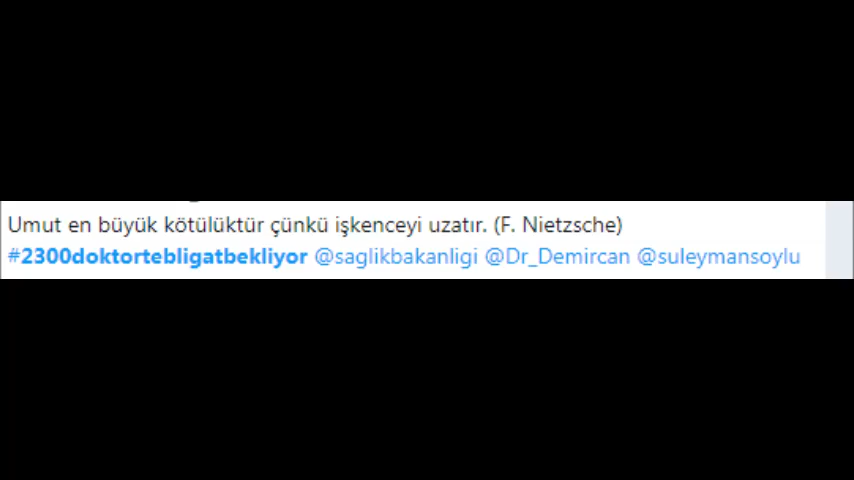 Umut en büyük kötülüktür çünkü işkenceyi uzatır. (F. Nietzsche)
#2300doktortebligatbekliyor @saglikbakanligi @Dr_Demircan @suleymansoylu